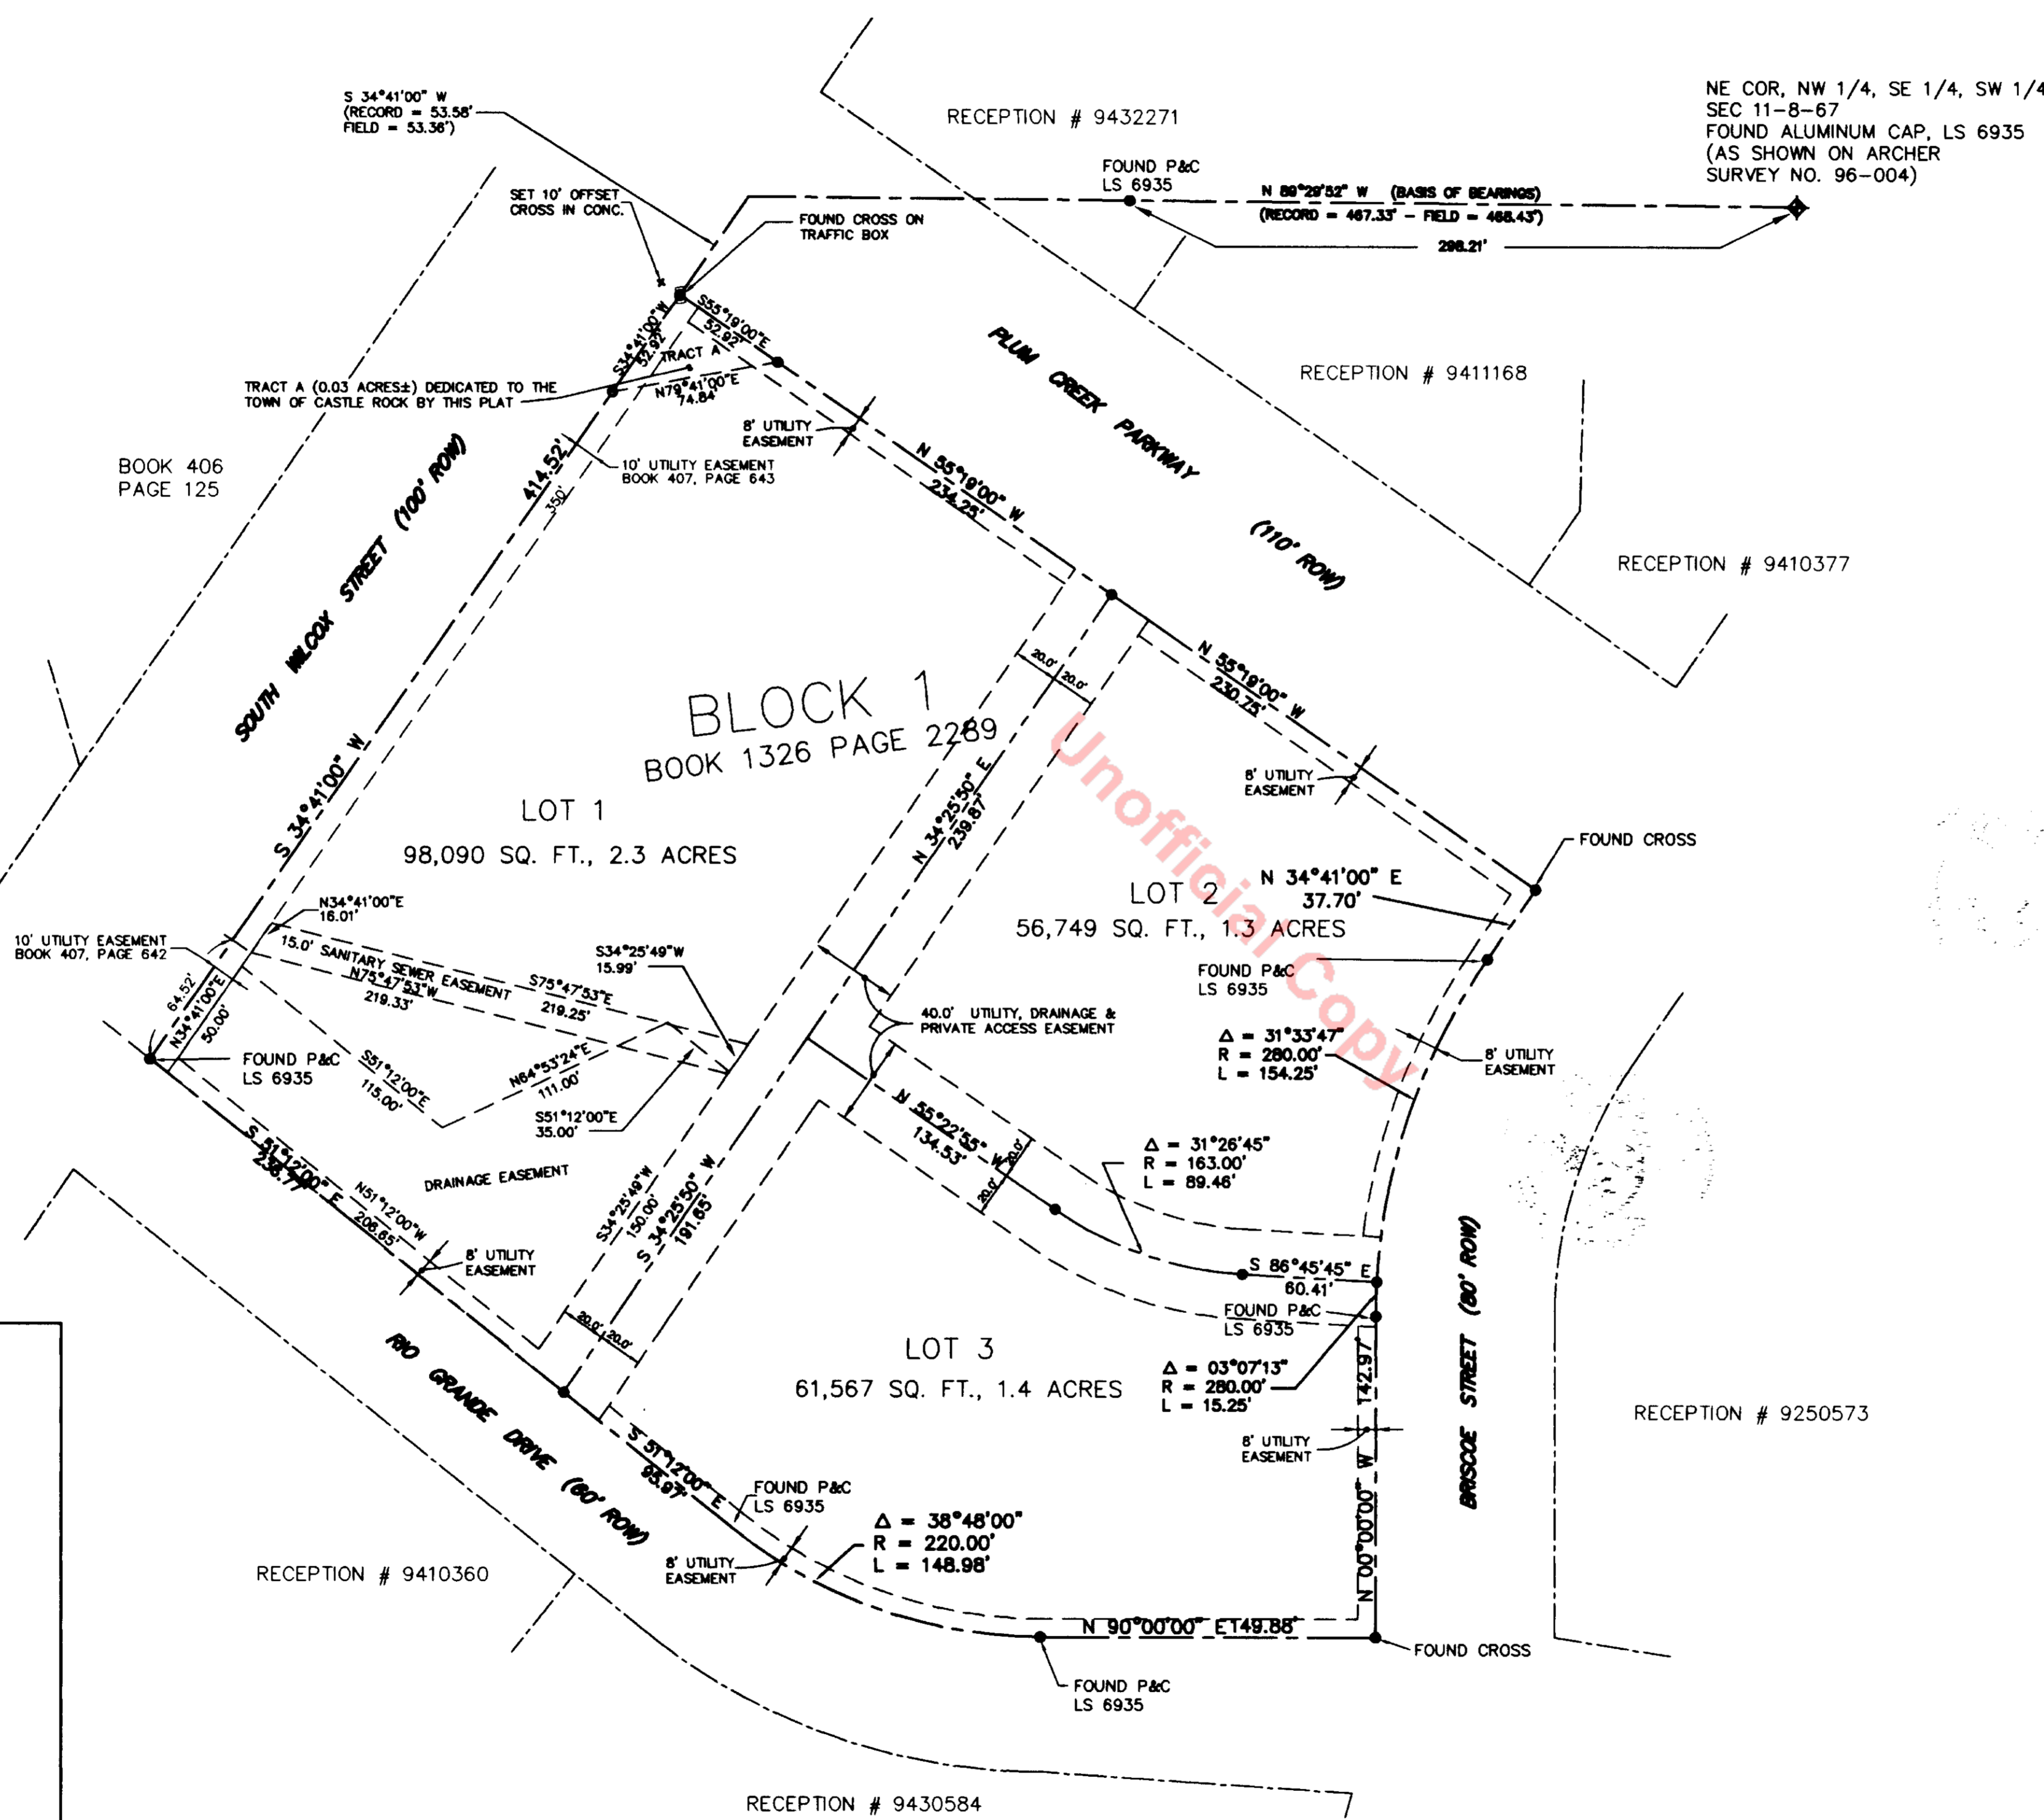 S 34°41'00" W
(RECORD = 53.58'
FIELD = 53.36')
RECEPTION # 9432271
NE COR, NW 1/4, SE 1/4, SW 1/4
SEC 11-8-67
FOUND ALUMINUM CAP, LS 6935
(AS SHOWN ON ARCHER
SURVEY NO. 96-004)
FOUND P&C
LS 6935
N 89°29'52" W (BASIS OF BEARINGS)
(RECORD = 467.33' - FIELD = 468.43')
298.21'
SET 10' OFFSET
CROSS IN CONC.
FOUND CROSS ON
TRAFFIC BOX
S55°19'00"E
52.92'
S34°41'00"W
52.92'
TRACT A
N79°41'00"E
74.84'
TRACT A (0.03 ACRES±) DEDICATED TO THE
TOWN OF CASTLE ROCK BY THIS PLAT
PLUM CREEK PARKWAY
(110' ROW)
RECEPTION # 9411168
RECEPTION # 9410377
8' UTILITY
EASEMENT
BOOK 406
PAGE 125
10' UTILITY EASEMENT
BOOK 407, PAGE 643
414.52'
350'
N 55°19'00" W
234.25'
SOUTH WILCOX STREET (100' ROW)
S 34°41'00" W
20.0'
20.0'
N 55°19'00" W
230.75'
BLOCK 1
BOOK 1326 PAGE 2289
8' UTILITY
EASEMENT
N 34°25'50" E
239.87'
LOT 1
98,090 SQ. FT., 2.3 ACRES
FOUND CROSS
LOT 2
56,749 SQ. FT., 1.3 ACRES
N 34°41'00" E
37.70'
Unofficial Copy
N34°41'00"E
16.01'
10' UTILITY EASEMENT
BOOK 407, PAGE 642
15.0' SANITARY SEWER EASEMENT
N75°47'53"W
219.33'
S75°47'53"E
219.25'
S34°25'49"W
15.99'
FOUND P&C
LS 6935
64.52'
N34°41'00"E
50.00'
40.0' UTILITY, DRAINAGE &
PRIVATE ACCESS EASEMENT
Δ = 31°33'47"
R = 280.00'
L = 154.25'
8' UTILITY
EASEMENT
FOUND P&C
LS 6935
S51°12'00"E
115.00'
N64°53'24"E
111.00'
S51°12'00"E
35.00'
N 55°22'55" W
134.53'
20.0'
20.0'
Δ = 31°26'45"
R = 163.00'
L = 89.46'
S 51°12'00" E
DRAINAGE EASEMENT
N51°12'00"W
206.65'
S34°25'49"W
150.00'
S 34°25'50" W
191.65'
8' UTILITY
EASEMENT
S 86°45'45" E
60.41'
FOUND P&C
LS 6935
BRISCOE STREET (80' ROW)
20.0'
20.0'
RIO GRANDE DRIVE (60' ROW)
LOT 3
61,567 SQ. FT., 1.4 ACRES
Δ = 03°07'13"
R = 280.00'
L = 15.25'
N 00°00'00" W 142.97'
8' UTILITY
EASEMENT
RECEPTION # 9250573
S 51°12'00" E
95.97'
FOUND P&C
LS 6935
8' UTILITY
EASEMENT
Δ = 38°48'00"
R = 220.00'
L = 148.98'
RECEPTION # 9410360
N 90°00'00" E 149.88'
FOUND CROSS
FOUND P&C
LS 6935
RECEPTION # 9430584